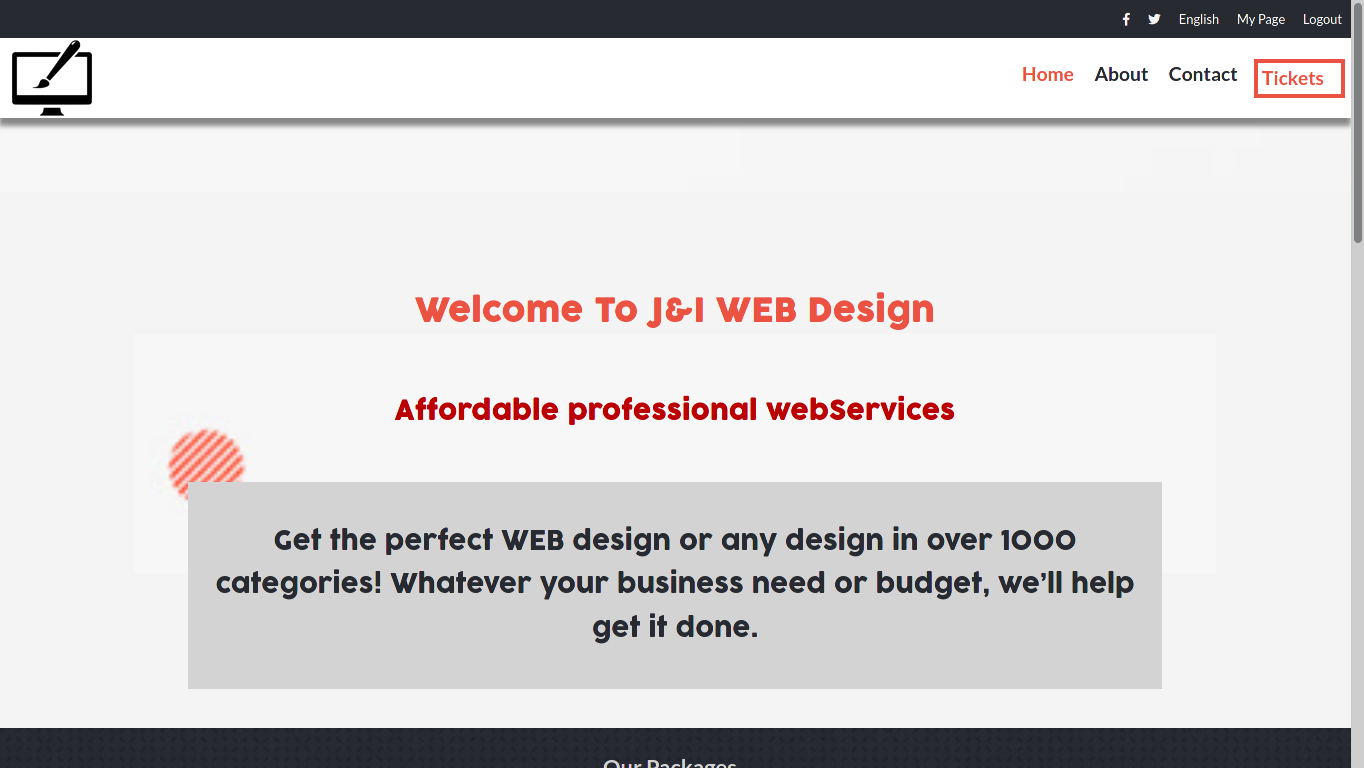 English My Page Logout
Home About Contact Tickets
Welcome To J&I WEB Design
Affordable professional webServices
Get the perfect WEB design or any design in over 1000
categories! Whatever your business need or budget, we'll help
get it done.
Our Packages